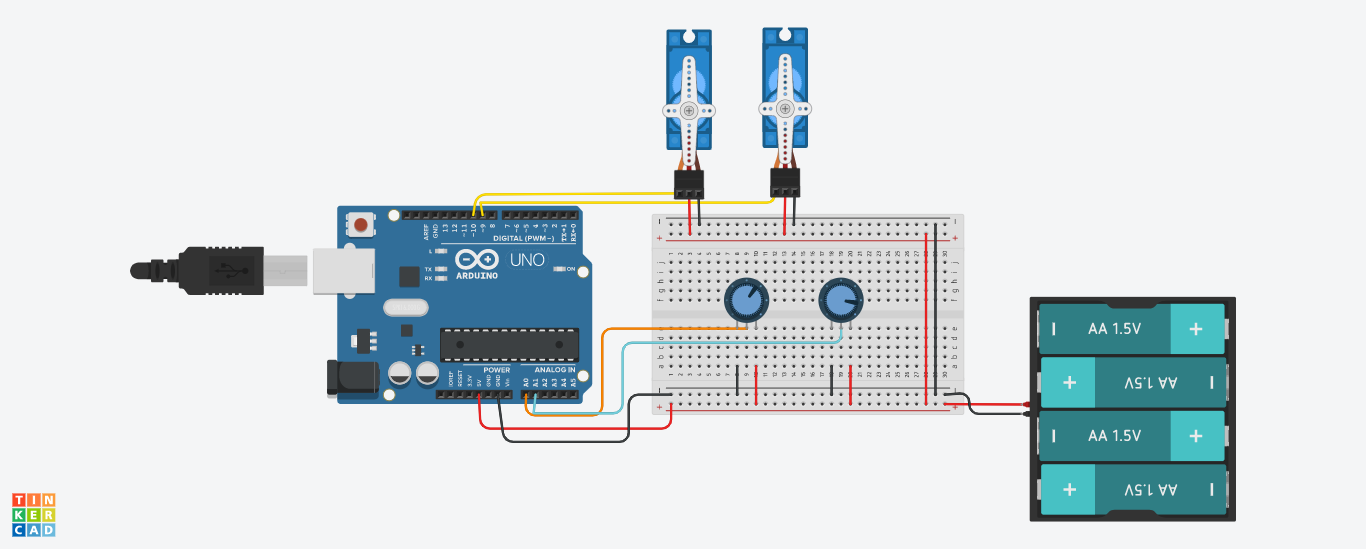 AREF
GND
13
12
~11
~10
~9
8
7
~6
~5
4
~3
2
TX→1
RX←0
DIGITAL (PWM~)
L
TX
RX
UNO
ON
ARDUINO
POWER
ANALOG IN
IOREF
RESET
3.3V
5V
GND
GND
Vin
A0
A1
A2
A3
A4
A5
AA 1.5V
AA 1.5V
AA 1.5V
AA 1.5V
TIN
KER
CAD